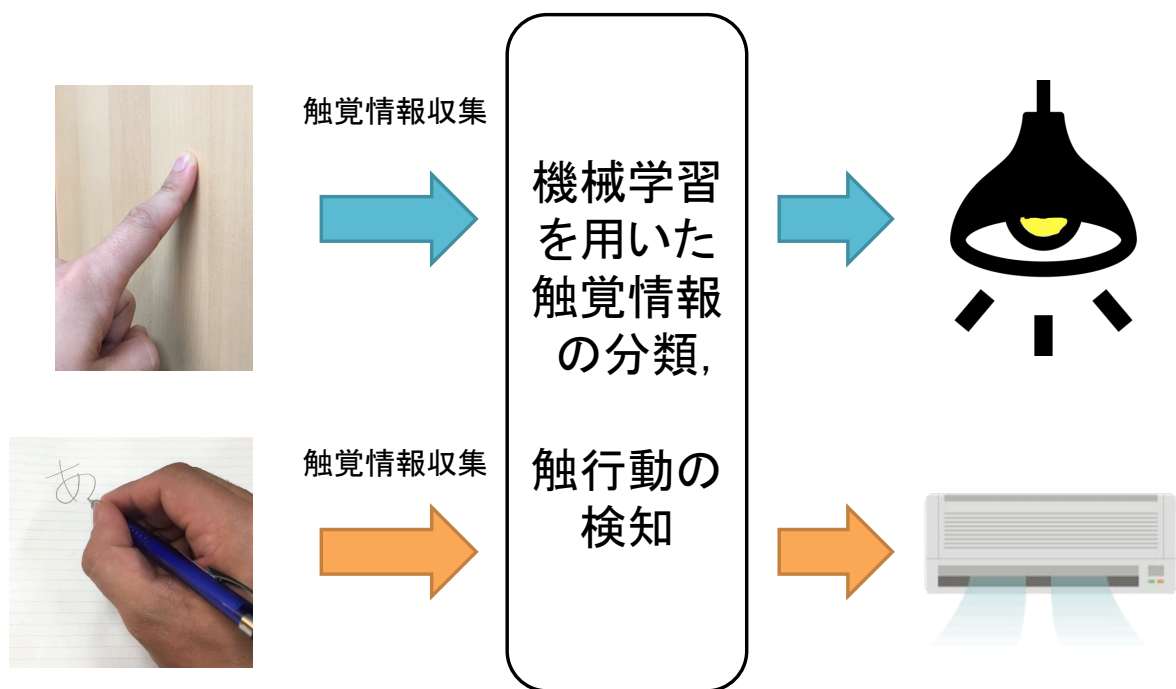 触覚情報収集
機械学習
を用いた
触覚情報
の分類,
触覚情報収集
触行動の
検知
あ